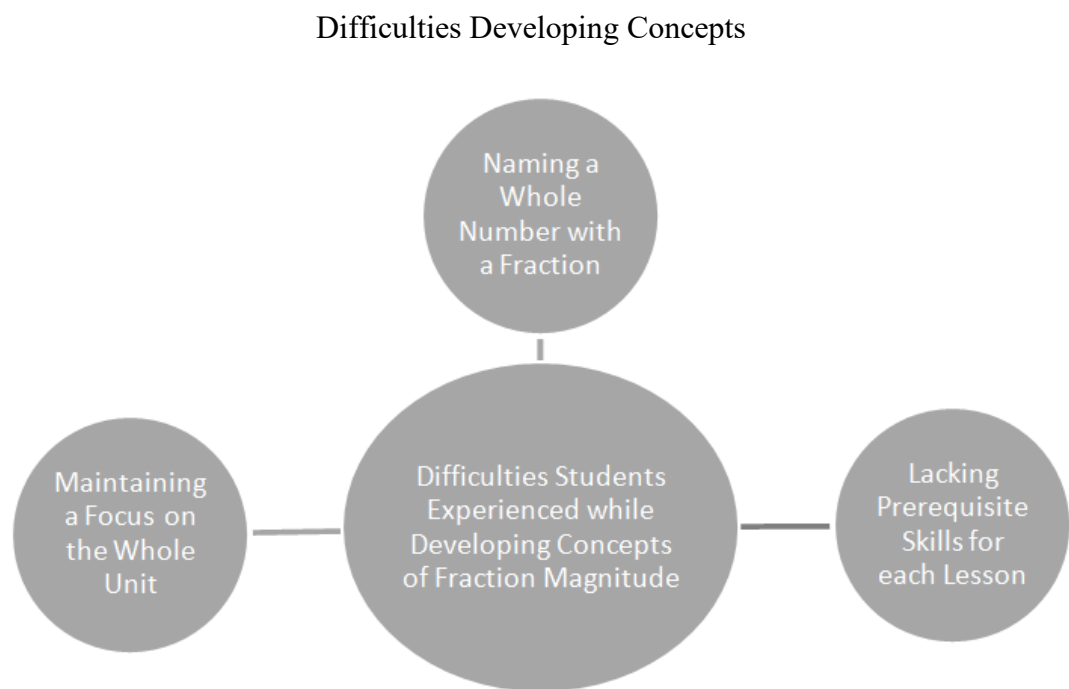 Difficulties Developing Concepts
Naming a
Whole
Number with
a Fraction
Maintaining
a Focus on
the Whole
Unit
Difficulties Students
Experienced while
Developing Concepts
of Fraction Magnitude
Lacking
Prerequisite
Skills for
each Lesson